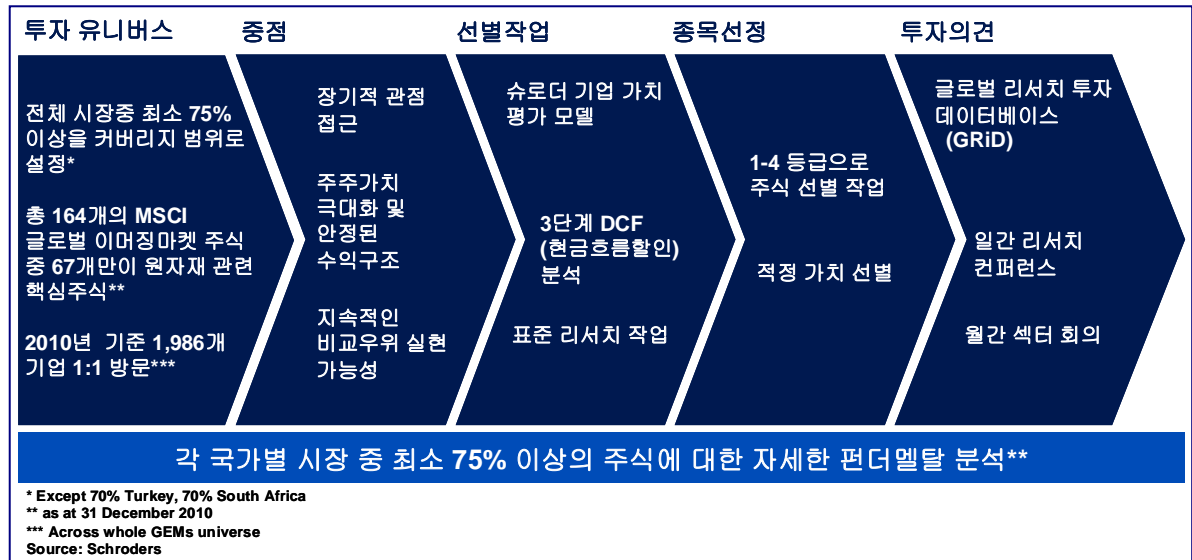 투자 유니버스
전체 시장중 최소 75%
이상을 커버리지 범위로
설정*
총 164개의 MSCI
글로벌 이머징마켓 주식
중 67개만이 원자재 관련
핵심주식**
2010년 기준 1,986개
기업 1:1 방문***
중점
장기적 관점
접근
주주가치
극대화 및
안정된
수익구조
지속적인
비교우위 실현
가능성
선별작업
슈로더 기업 가치
평가 모델
3단계 DCF
(현금흐름할인)
분석
표준 리서치 작업
종목선정
1-4 등급으로
주식 선별 작업
적정 가치 선별
투자의견
글로벌 리서치 투자
데이터베이스
(GRiD)
일간 리서치
컨퍼런스
월간 섹터 회의
각 국가별 시장 중 최소 75% 이상의 주식에 대한 자세한 펀더멜탈 분석**
* Except 70% Turkey, 70% South Africa
** as at 31 December 2010
*** Across whole GEMs universe
Source: Schroders